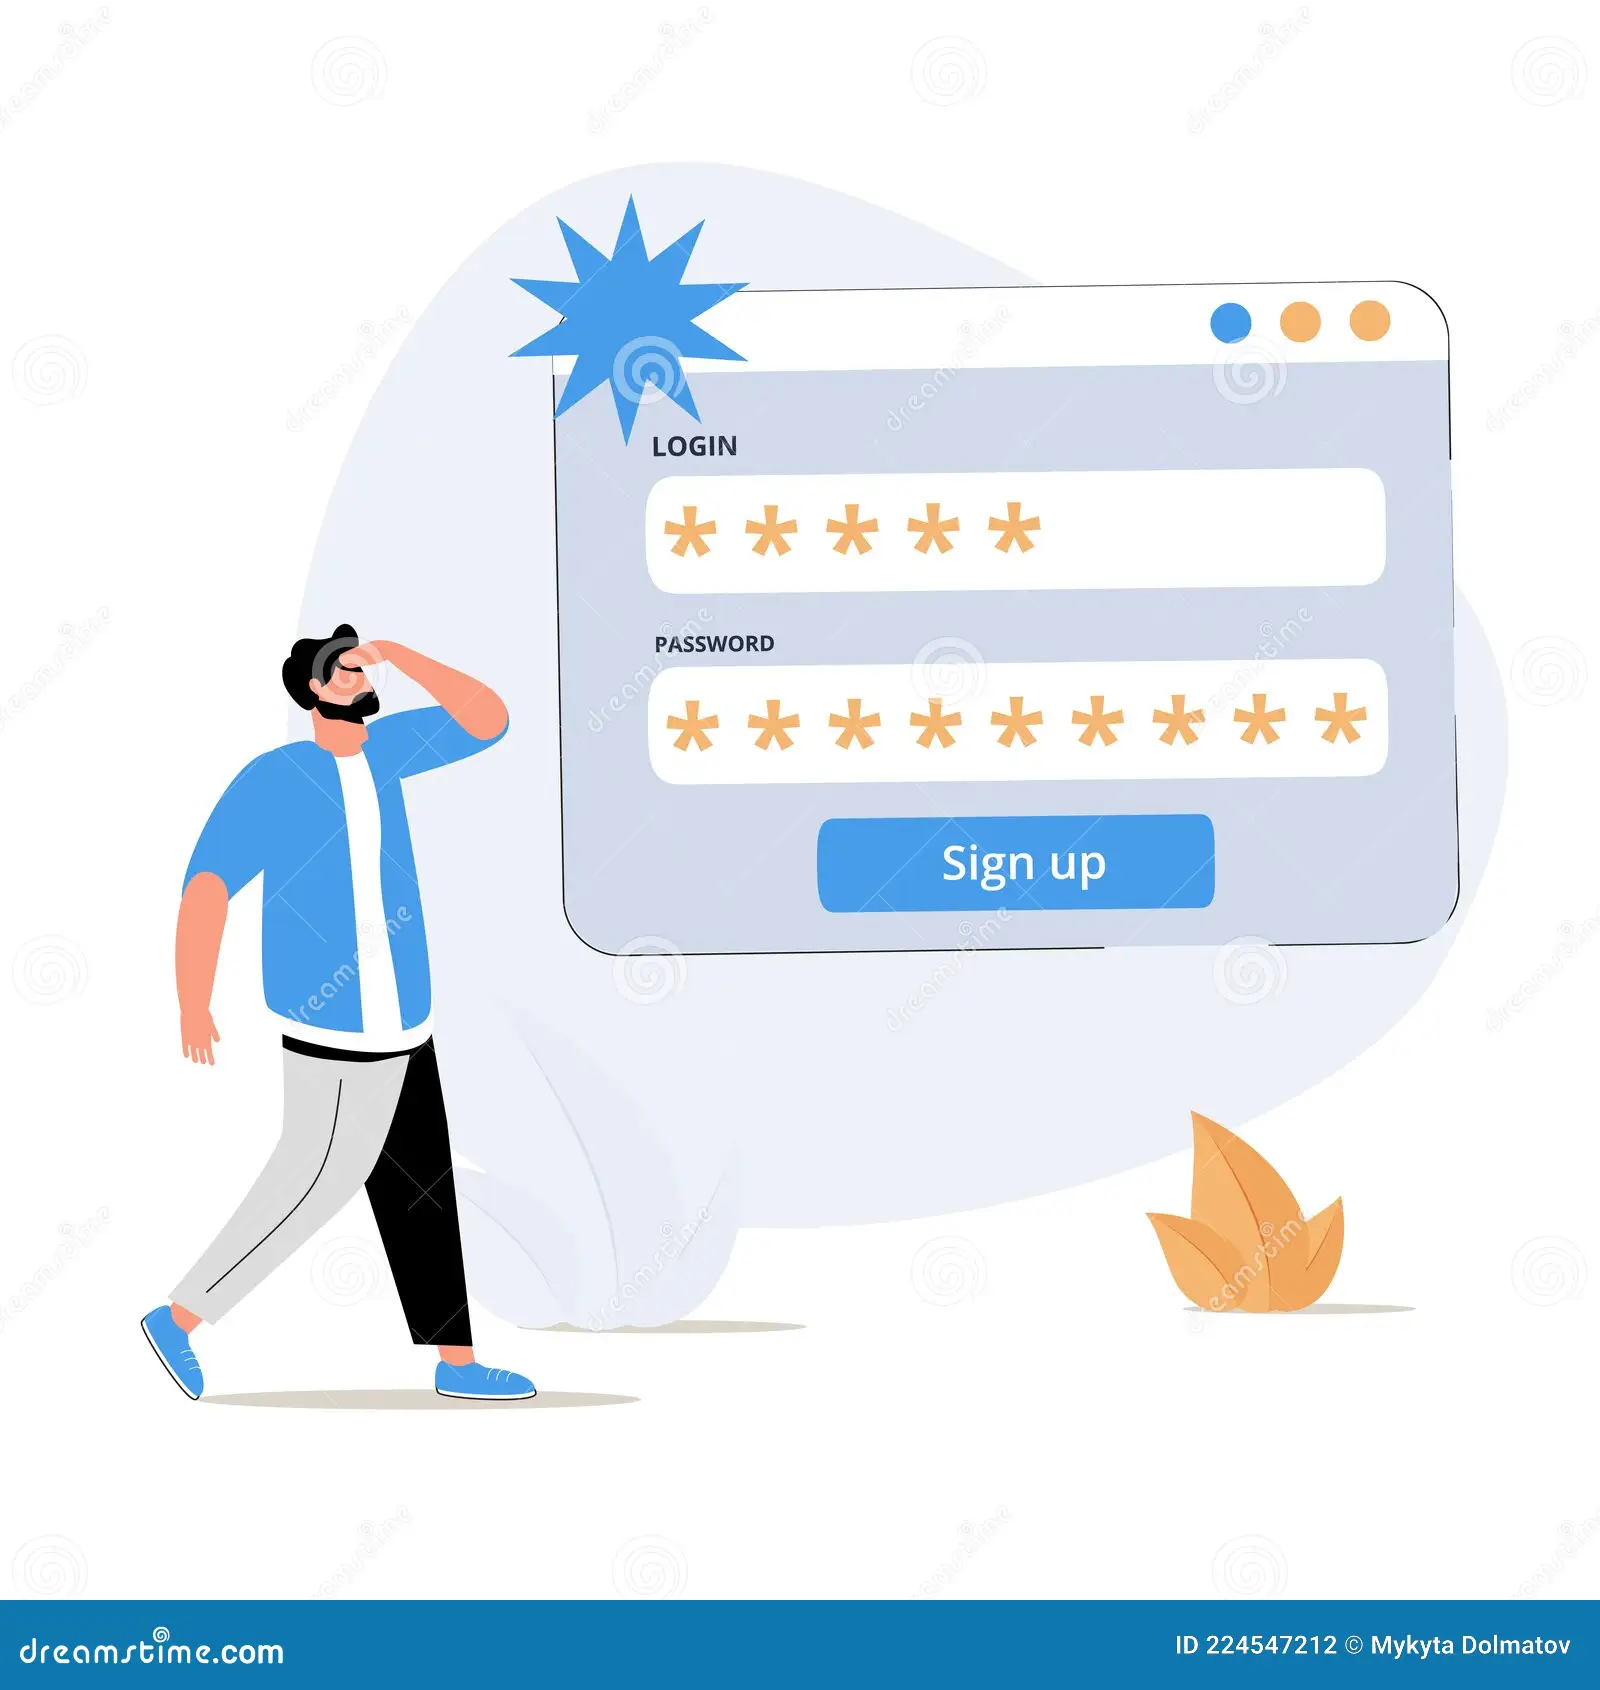 LOGIN
*****
PASSWORD
*********
Sign up
dreamstime.com
ID 224547212 © Mykyta Dolmatov